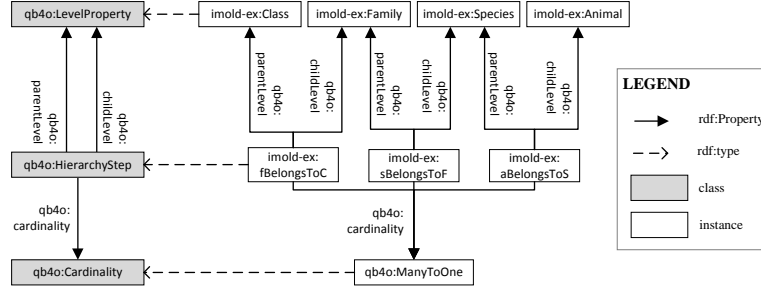 qb4o:LevelProperty
imold-ex:Class
imold-ex:Family
imold-ex:Species
imold-ex:Animal
qb4o:
parentLevel
qb4o:
childLevel
qb4o:
parentLevel
qb4o:
childLevel
qb4o:
parentLevel
qb4o:
childLevel
qb4o:
parentLevel
qb4o:
childLevel
qb4o:HierarchyStep
imold-ex:
fBelongsToC
imold-ex:
sBelongsToF
imold-ex:
aBelongsToS
qb4o:
cardinality
qb4o:
cardinality
qb4o:Cardinality
qb4o:ManyToOne
LEGEND
rdf:Property
rdf:type
class
instance